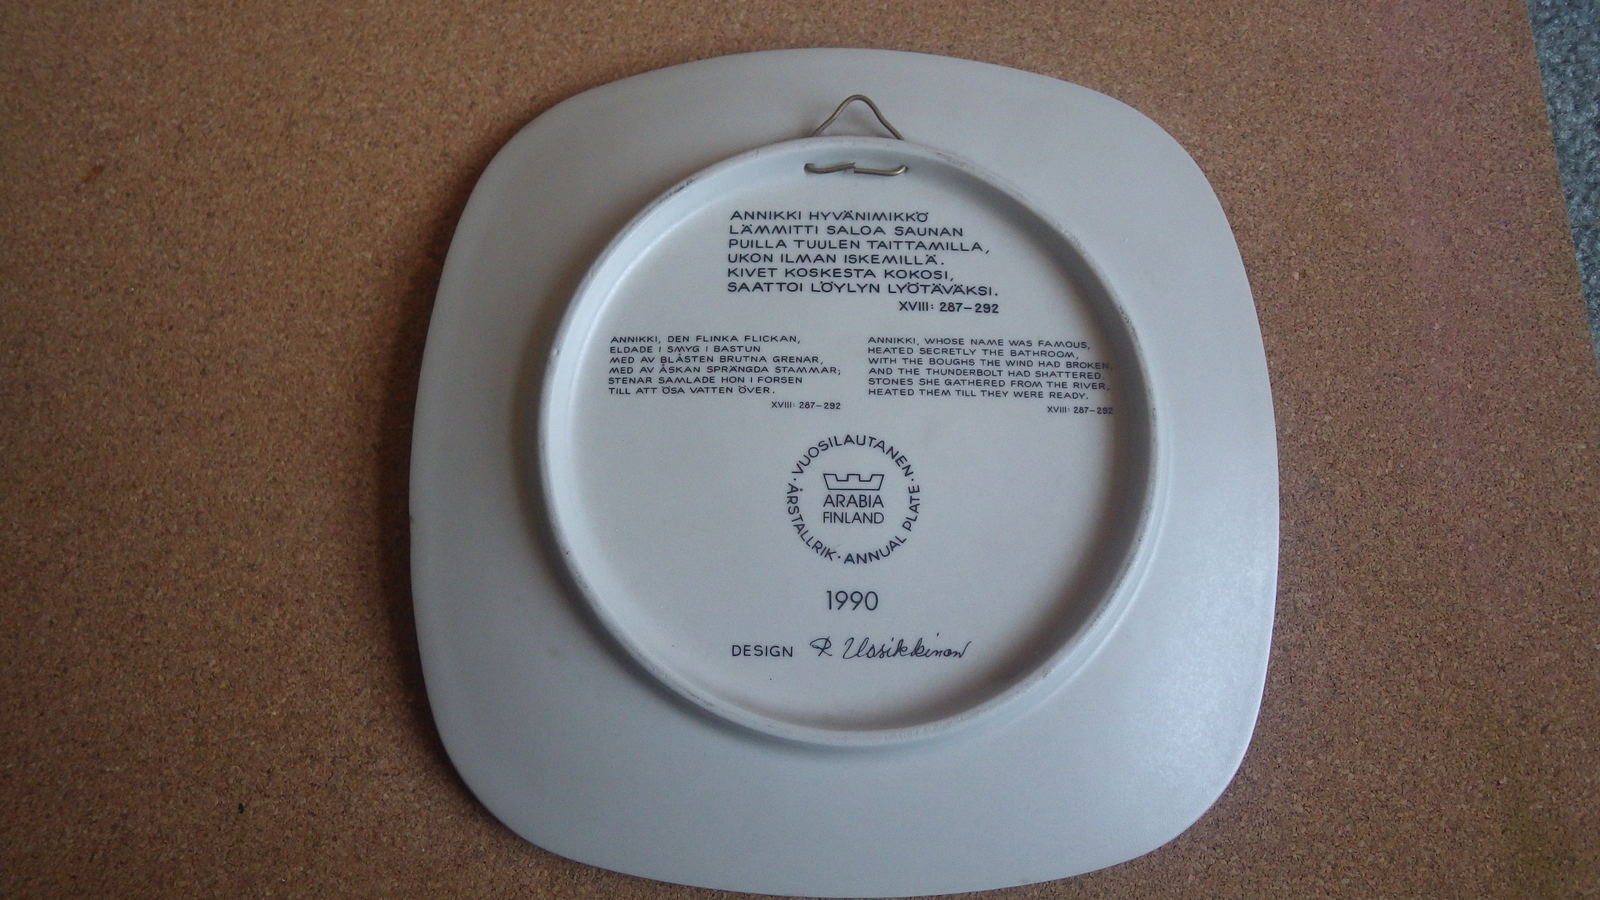 ANNIKKI HYVÄNIMIKKÖ
LÄMMITTI SALOA SAUNAN
PUILLA TUULEN TAITTAMILLA,
UKON ILMAN ISKEMILLÄ.
KIVET KOSKESTA KOKOSI,
SAATTOI LÖYLYN LYÖTÄVÄKSI.
XVIII: 287-292
ANNIKKI, DEN FLINKA FLICKAN,
ELDADE I SMYG I BASTUN
MED AV BLÅSTEN BRUTNA GRENAR,
MED AV ÅSKAN SPRÄNGDA STAMMAR;
STENAR SAMLADE HON I FORSEN
TILL ATT ÖSA VATTEN ÖVER.
XVIII: 287-292
ANNIKKI, WHOSE NAME WAS FAMOUS,
HEATED SECRETLY THE BATHROOM,
WITH THE BOUGHS THE WIND HAD BROKEN,
AND THE THUNDERBOLT HAD SHATTERED.
STONES SHE GATHERED FROM THE RIVER,
HEATED THEM TILL THEY WERE READY.
XVIII: 287-292
· VUOSILAUTANEN · ANNUAL PLATE · ÅRSTALLRIK
ARABIA
FINLAND
1990
DESIGN R Uosikkinen